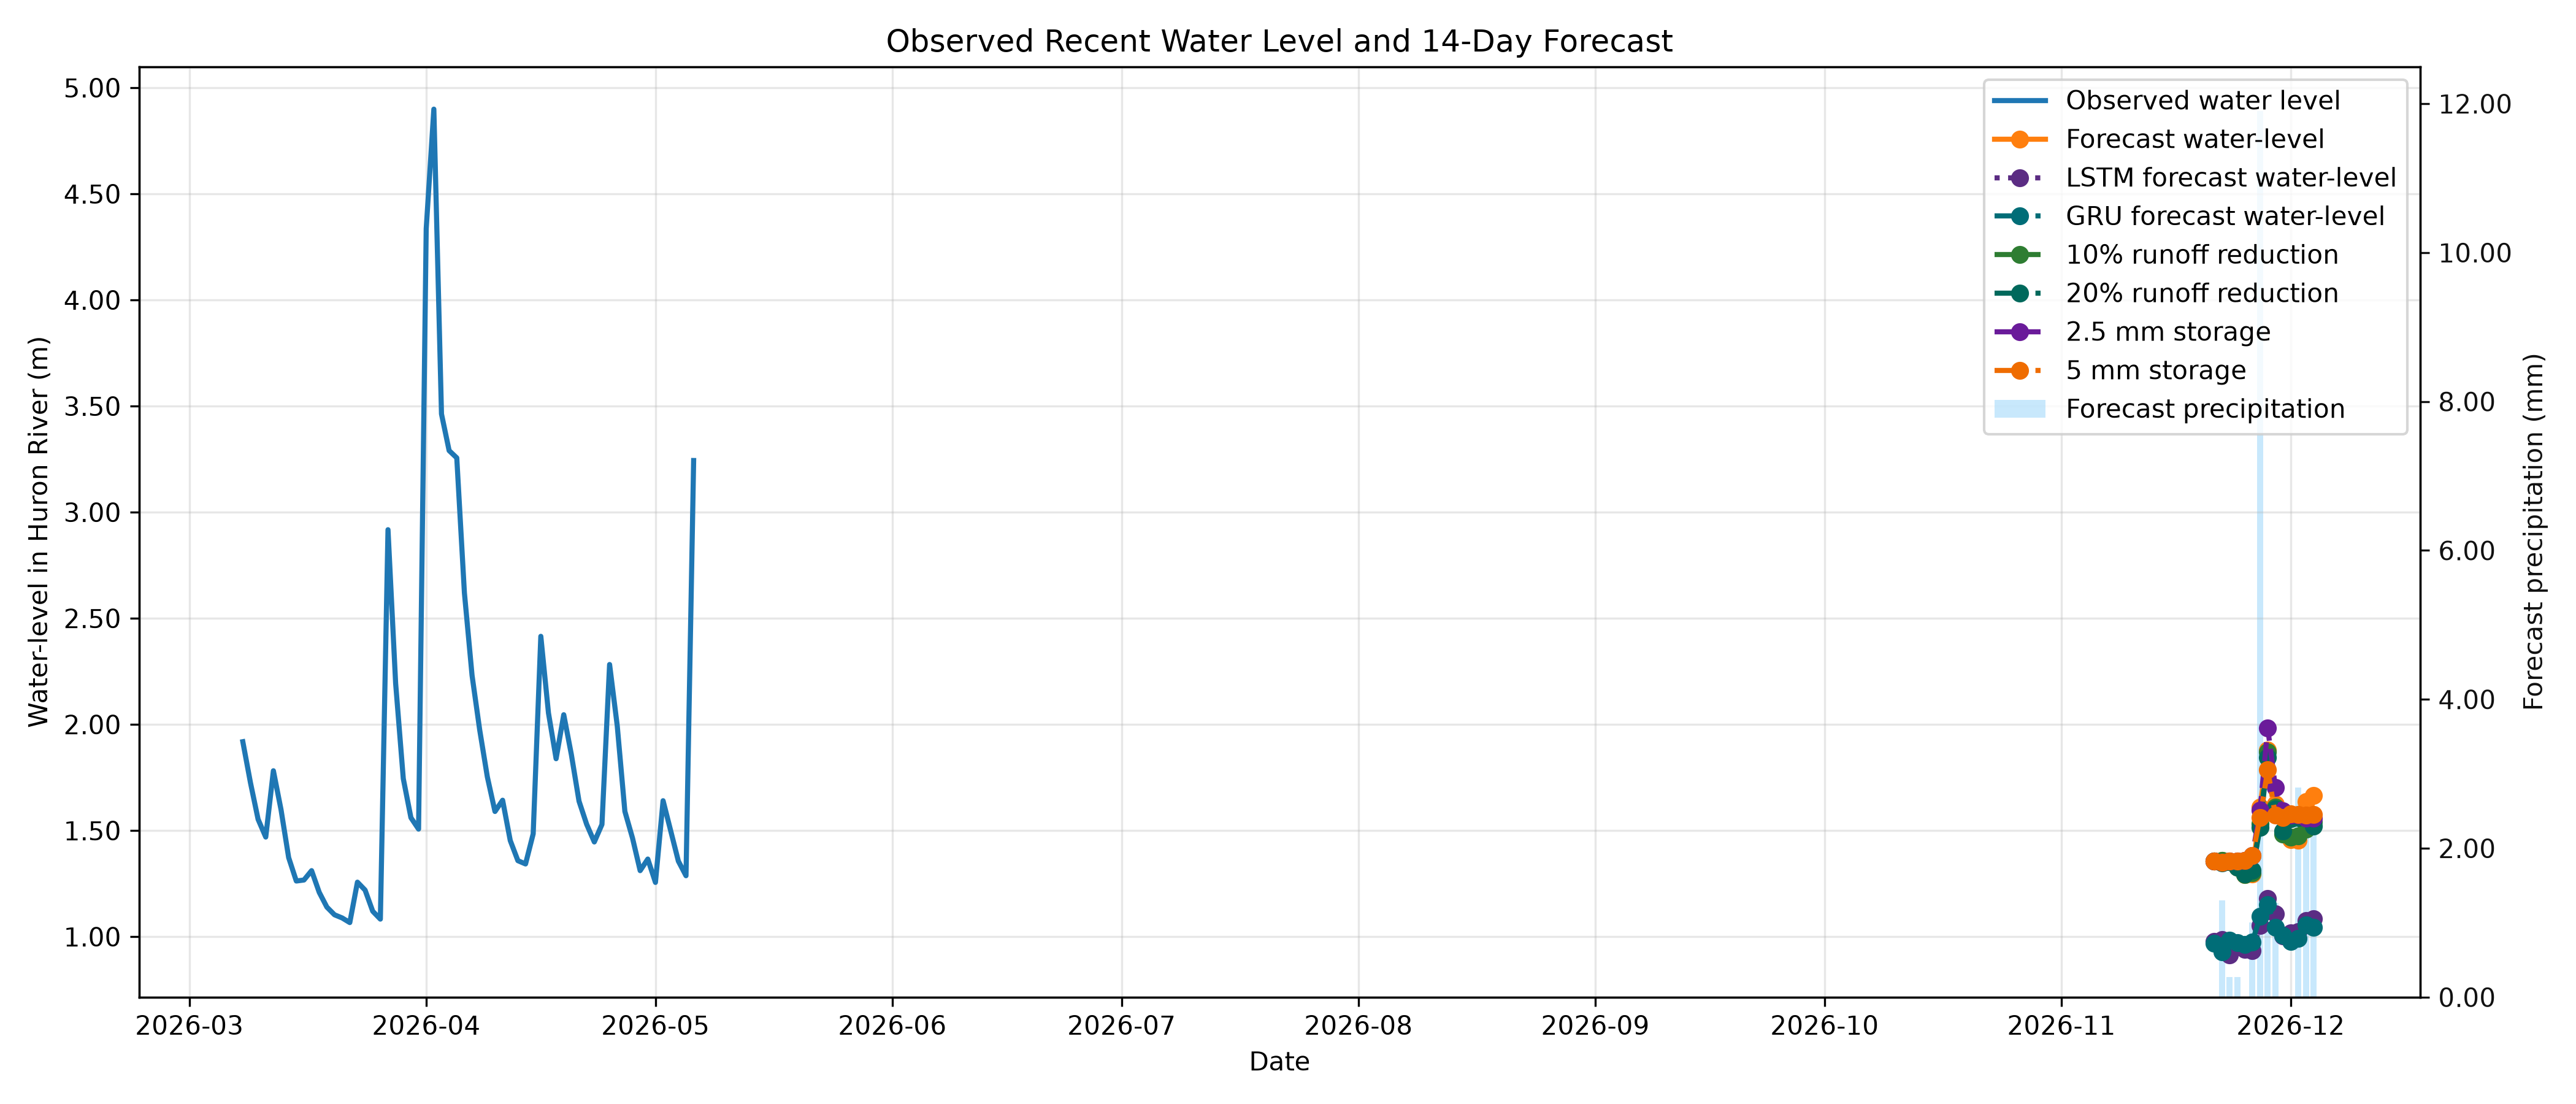 Observed Recent Water Level and 14-Day Forecast
Water-level in Huron River (m)
5.00
4.50
4.00
3.50
3.00
2.50
2.00
1.50
1.00
Observed water level
Forecast water-level
LSTM forecast water-level
GRU forecast water-level
10% runoff reduction
20% runoff reduction
2.5 mm storage
5 mm storage
Forecast precipitation
12.00
10.00
8.00
6.00
4.00
2.00
0.00
Forecast precipitation (mm)
2026-03 2026-04 2026-05 2026-06 2026-07 2026-08 2026-09 2026-10 2026-11 2026-12
Date